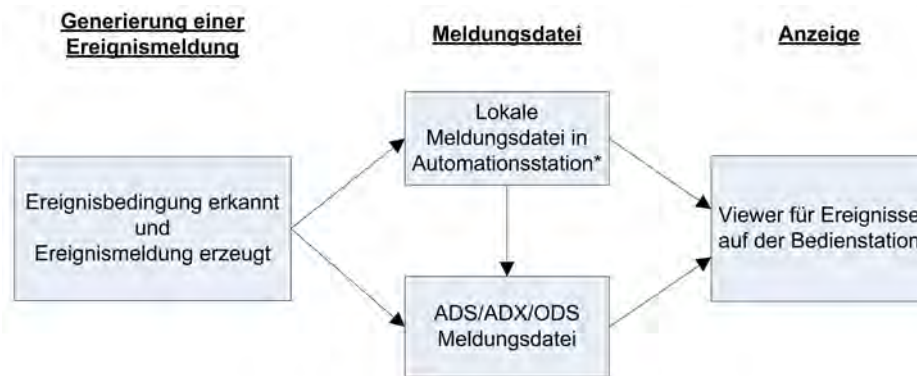 Generierung einer
Ereignismeldung
Meldungsdatei
Anzeige
Ereignisbedingung erkannt
und
Ereignismeldung erzeugt
Lokale
Meldungsdatei in
Automationsstation*
ADS/ADX/ODS
Meldungsdatei
Viewer für Ereignisse
auf der Bedienstation